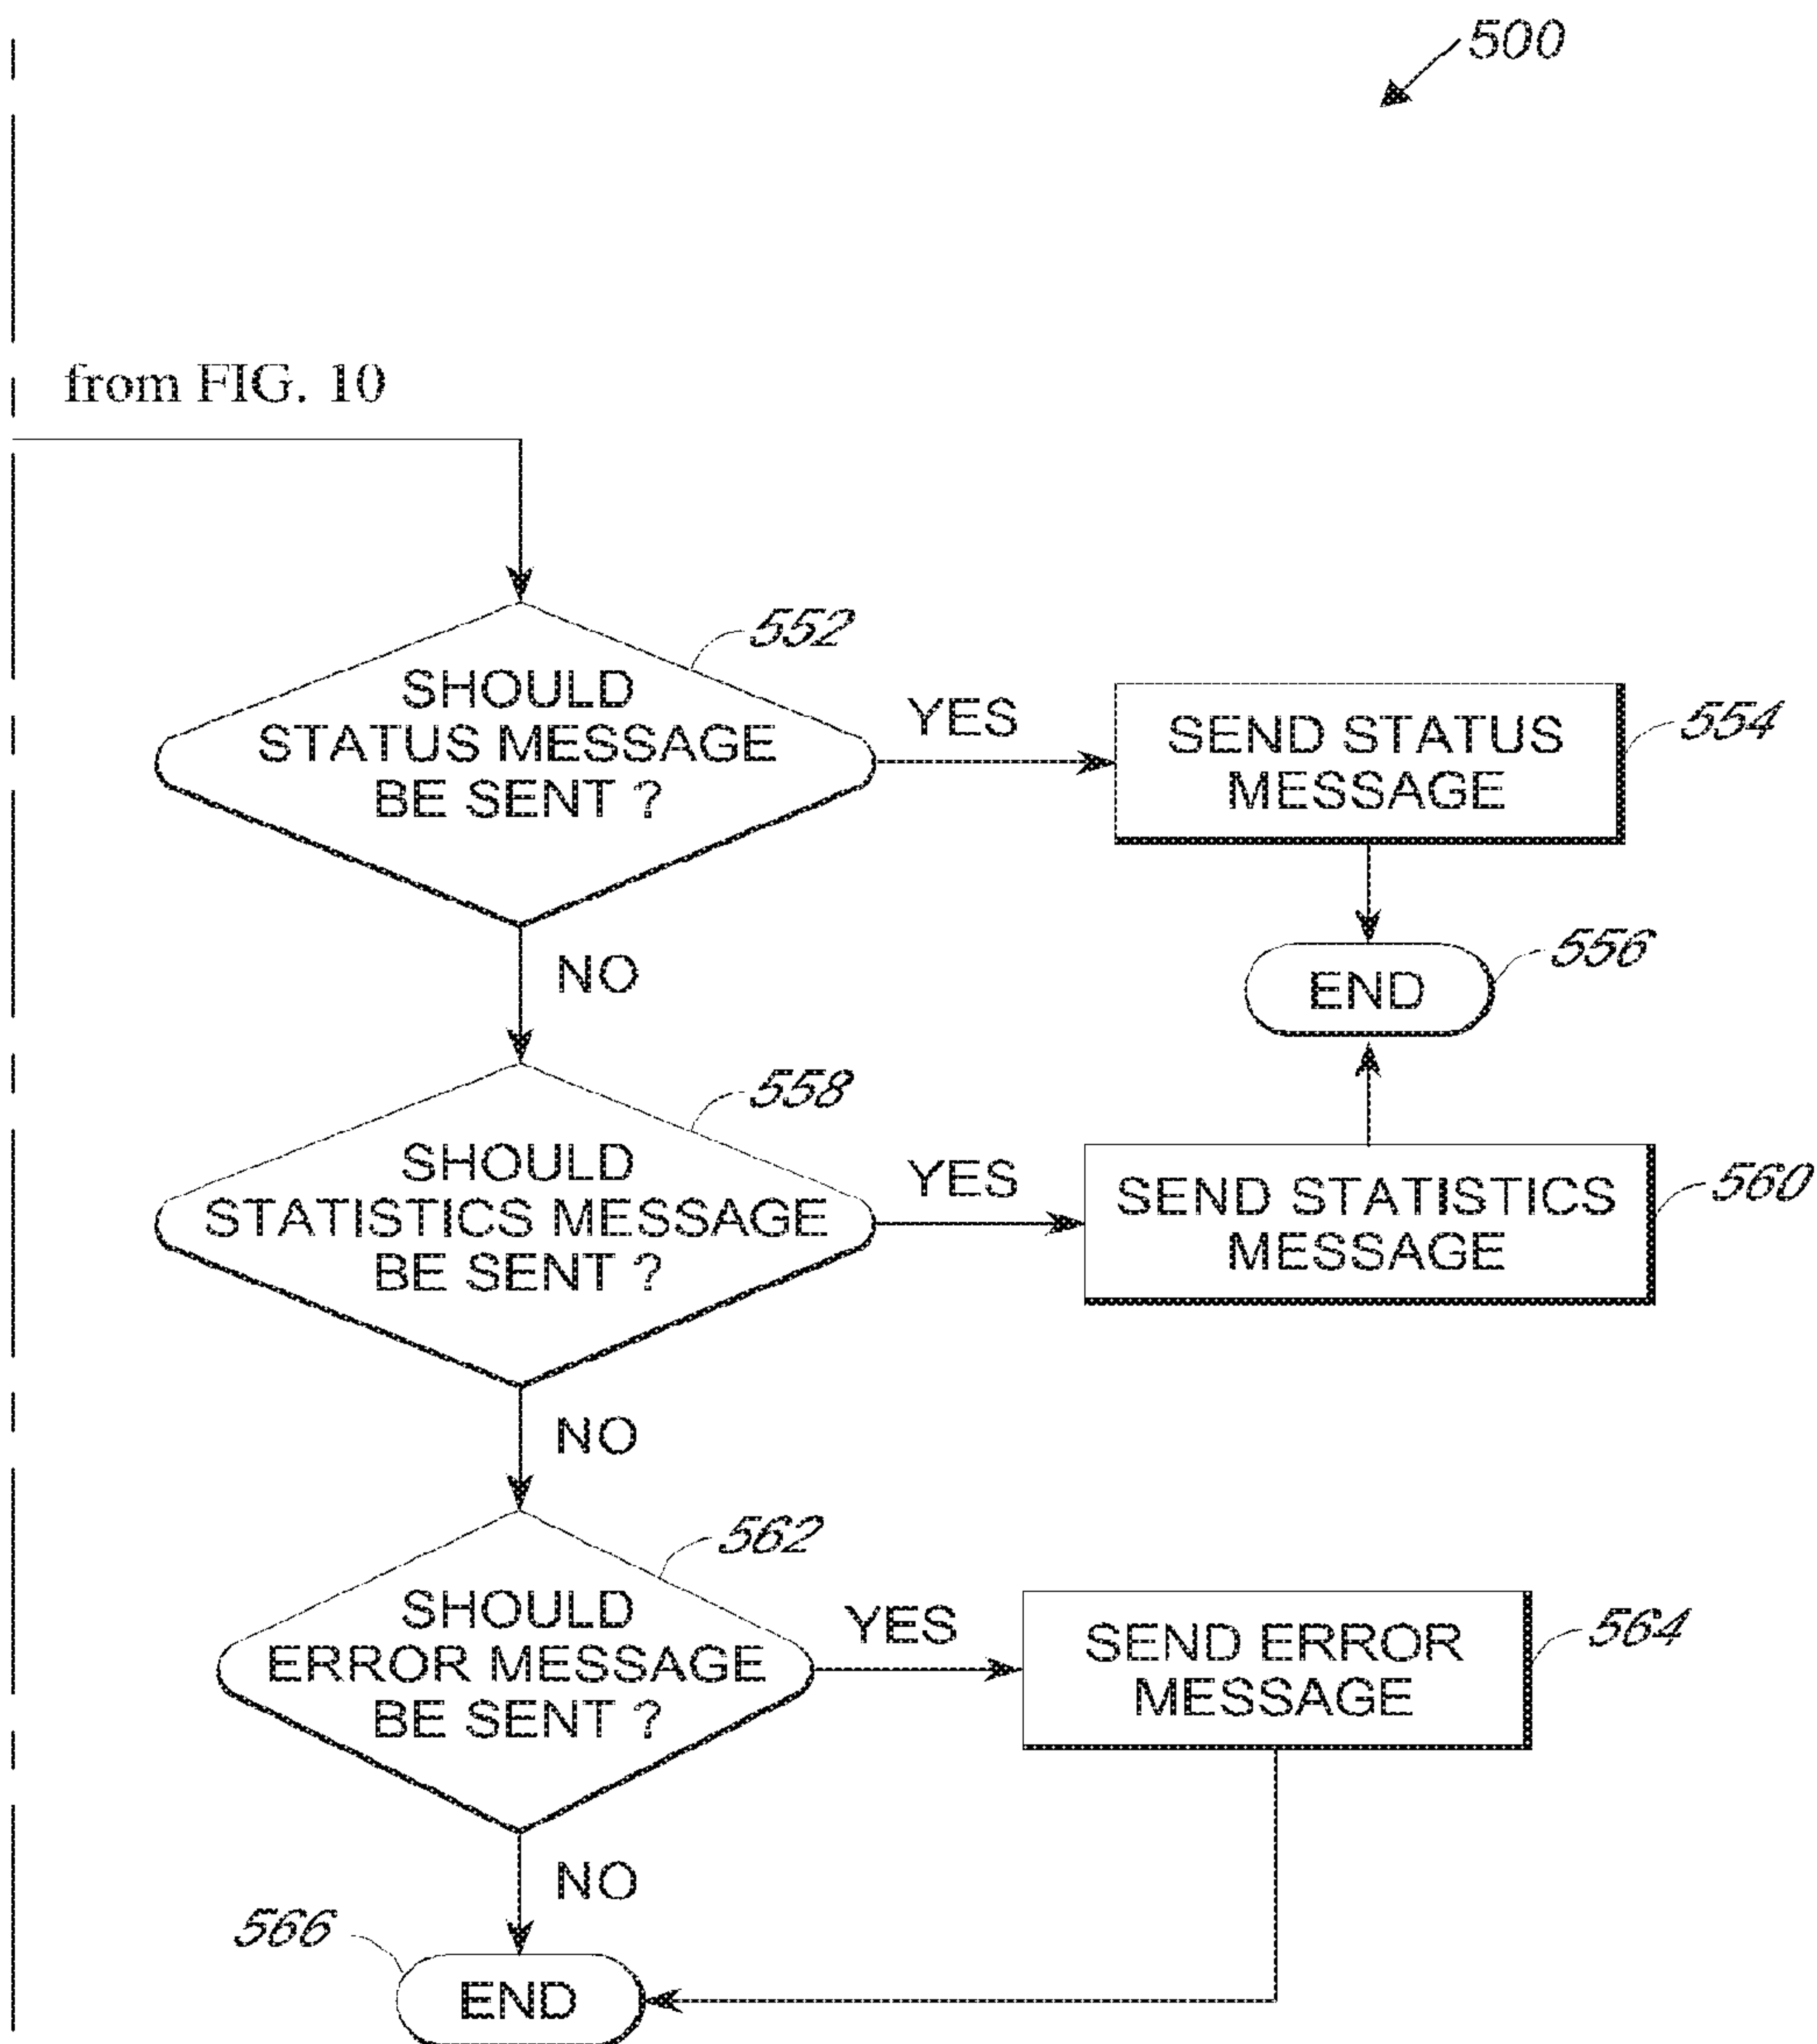 500
from FIG. 10
552
SHOULD
STATUS MESSAGE
BE SENT ?
YES
SEND STATUS
MESSAGE
554
NO
END
556
558
SHOULD
STATISTICS MESSAGE
BE SENT ?
YES
SEND STATISTICS
MESSAGE
560
NO
562
SHOULD
ERROR MESSAGE
BE SENT ?
YES
SEND ERROR
MESSAGE
564
NO
566
END